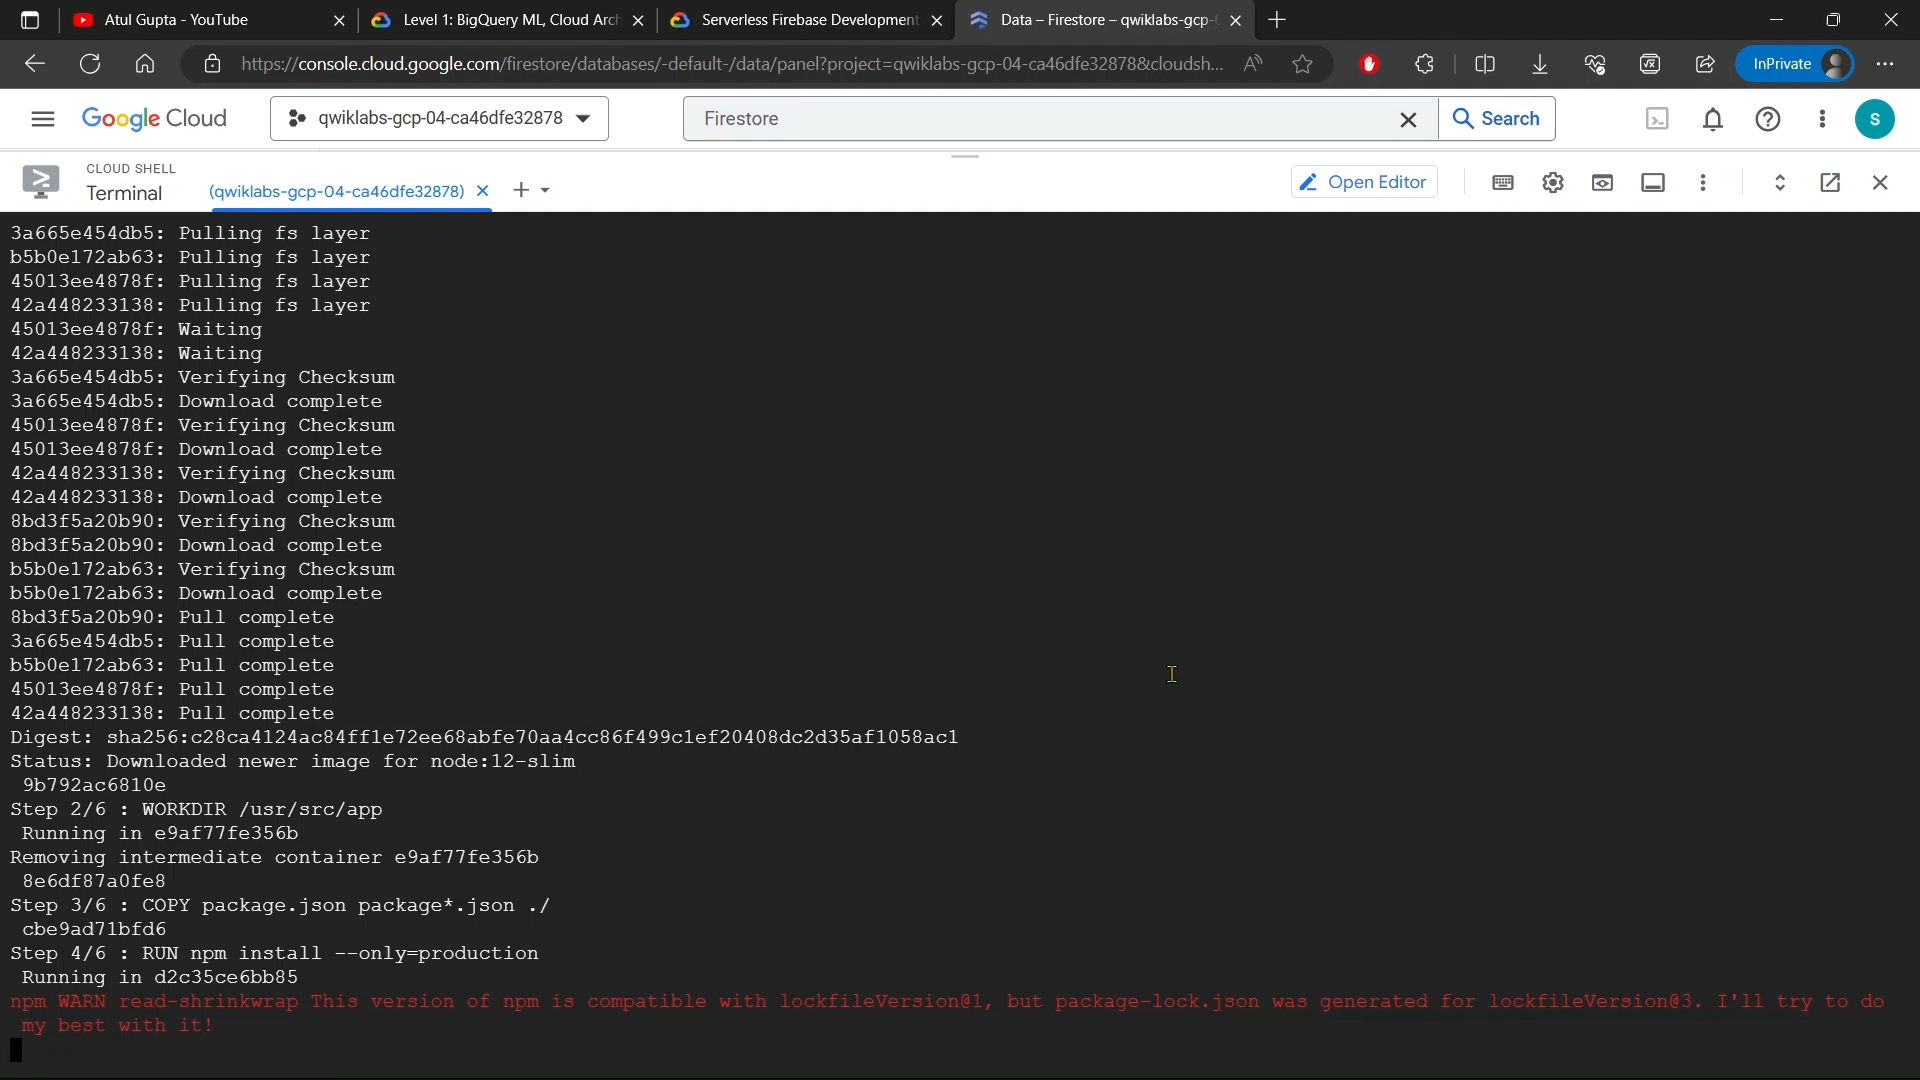 Atul Gupta - YouTube
Level 1: BigQuery ML, Cloud Arch
Serverless Firebase Development
Data – Firestore – qwiklabs-gcp-0
https://console.cloud.google.com/firestore/databases/-default-/data/panel?project=qwiklabs-gcp-04-ca46dfe32878&cloudsh...
InPrivate
Google Cloud
qwiklabs-gcp-04-ca46dfe32878
Firestore
Search
S
CLOUD SHELL
Terminal
(qwiklabs-gcp-04-ca46dfe32878)
Open Editor
3a665e454db5: Pulling fs layer
b5b0e172ab63: Pulling fs layer
45013ee4878f: Pulling fs layer
42a448233138: Pulling fs layer
45013ee4878f: Waiting
42a448233138: Waiting
3a665e454db5: Verifying Checksum
3a665e454db5: Download complete
45013ee4878f: Verifying Checksum
45013ee4878f: Download complete
42a448233138: Verifying Checksum
42a448233138: Download complete
8bd3f5a20b90: Verifying Checksum
8bd3f5a20b90: Download complete
b5b0e172ab63: Verifying Checksum
b5b0e172ab63: Download complete
8bd3f5a20b90: Pull complete
3a665e454db5: Pull complete
b5b0e172ab63: Pull complete
45013ee4878f: Pull complete
42a448233138: Pull complete
Digest: sha256:c28ca4124ac84ff1e72ee68abfe70aa4cc86f499c1ef20408dc2d35af1058ac1
Status: Downloaded newer image for node:12-slim
9b792ac6810e
Step 2/6 : WORKDIR /usr/src/app
Running in e9af77fe356b
Removing intermediate container e9af77fe356b
8e6df87a0fe8
Step 3/6 : COPY package.json package*.json ./
cbe9ad71bfd6
Step 4/6 : RUN npm install --only=production
Running in d2c35ce6bb85
npm WARN read-shrinkwrap This version of npm is compatible with lockfileVersion@1, but package-lock.json was generated for lockfileVersion@3. I'll try to do
my best with it!